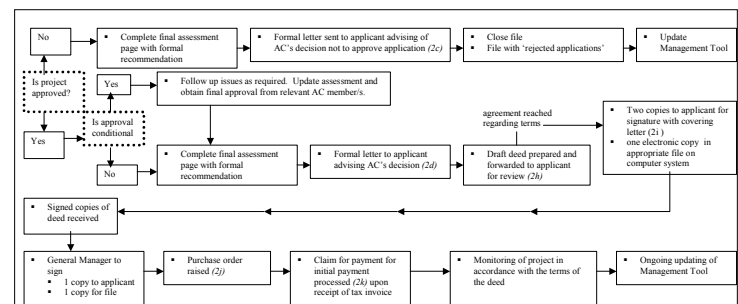 No
▪ Complete final assessment
page with formal
recommendation
▪ Formal letter sent to applicant advising of
AC's decision not to approve application (2c)
▪ Close file
▪ File with 'rejected applications'
▪ Update
Management Tool
Is project
approved?
Yes
▪ Follow up issues as required. Update assessment and
obtain final approval from relevant AC member/s.
Is approval
conditional
Yes
No
▪ Complete final assessment
page with formal
recommendation
▪ Formal letter to applicant
advising AC's decision (2d)
▪ Draft deed prepared and
forwarded to applicant
for review (2h)
agreement reached
regarding terms
▪ Two copies to applicant for
signature with covering
letter (2i )
▪ one electronic copy in
appropriate file on
computer system
▪ Signed copies of
deed received
▪ General Manager to
sign
▪ 1 copy to applicant
▪ 1 copy for file
▪ Purchase order
raised (2j)
▪ Claim for payment for
initial payment
processed (2k) upon
receipt of tax invoice
▪ Monitoring of project in
accordance with the terms of
the deed
▪ Ongoing updating of
Management Tool